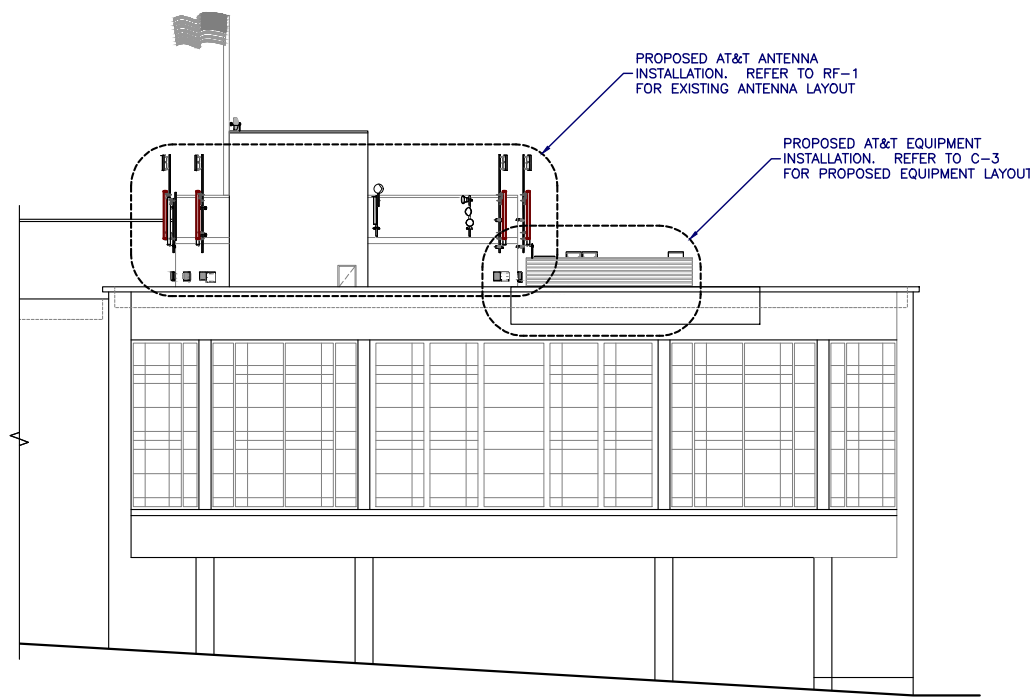 PROPOSED AT&T ANTENNA
INSTALLATION. REFER TO RF-1
FOR EXISTING ANTENNA LAYOUT
PROPOSED AT&T EQUIPMENT
INSTALLATION. REFER TO C-3
FOR PROPOSED EQUIPMENT LAYOUT